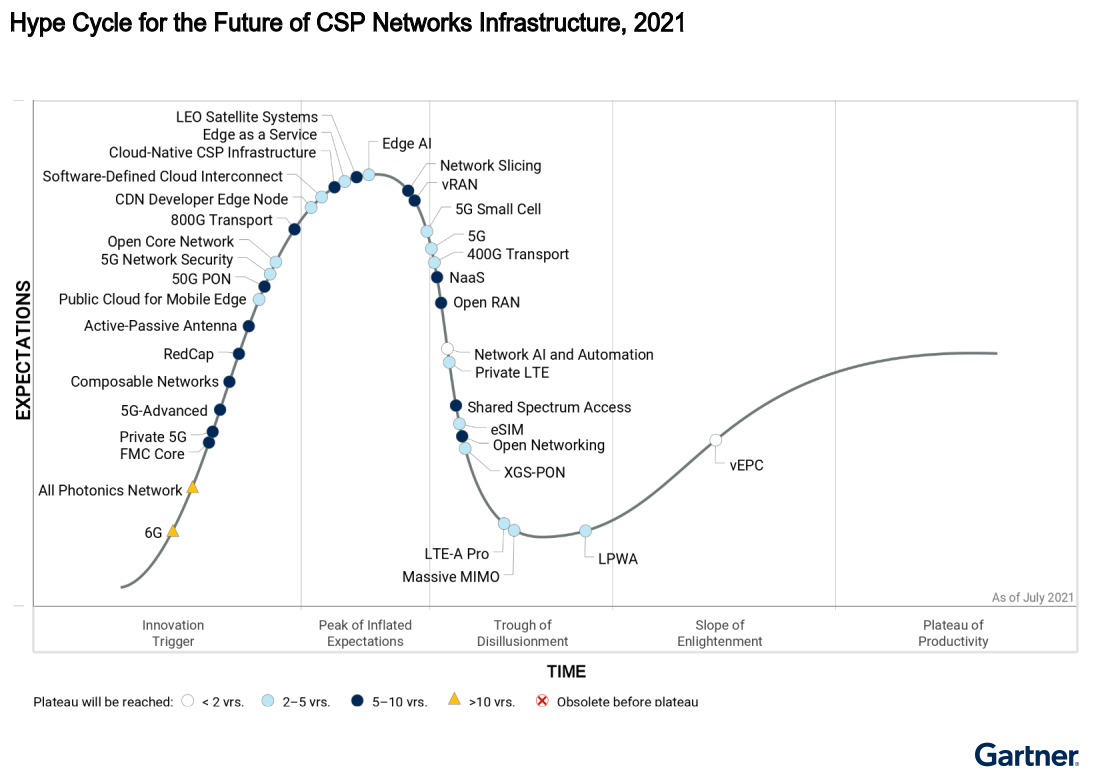 Hype Cycle for the Future of CSP Networks Infrastructure, 2021
LEO Satellite Systems
Edge as a Service
Cloud-Native CSP Infrastructure
Software-Defined Cloud Interconnect
CDN Developer Edge Node
800G Transport
Open Core Network
5G Network Security
50G PON
Public Cloud for Mobile Edge
Active-Passive Antenna
RedCap
Composable Networks
5G-Advanced
Private 5G
FMC Core
All Photonics Network
6G
Edge AI
Network Slicing
vRAN
5G Small Cell
5G
400G Transport
NaaS
Open RAN
Network AI and Automation
Private LTE
Shared Spectrum Access
eSIM
Open Networking
XGS-PON
LTE-A Pro
Massive MIMO
LPWA
vEPC
EXPECTATIONS
As of July 2021
Innovation
Trigger
Peak of Inflated
Expectations
Trough of
Disillusionment
Slope of
Enlightenment
Plateau of
Productivity
TIME
Plateau will be reached: < 2 yrs. 2–5 yrs. 5–10 yrs. >10 yrs. Obsolete before plateau
Gartner